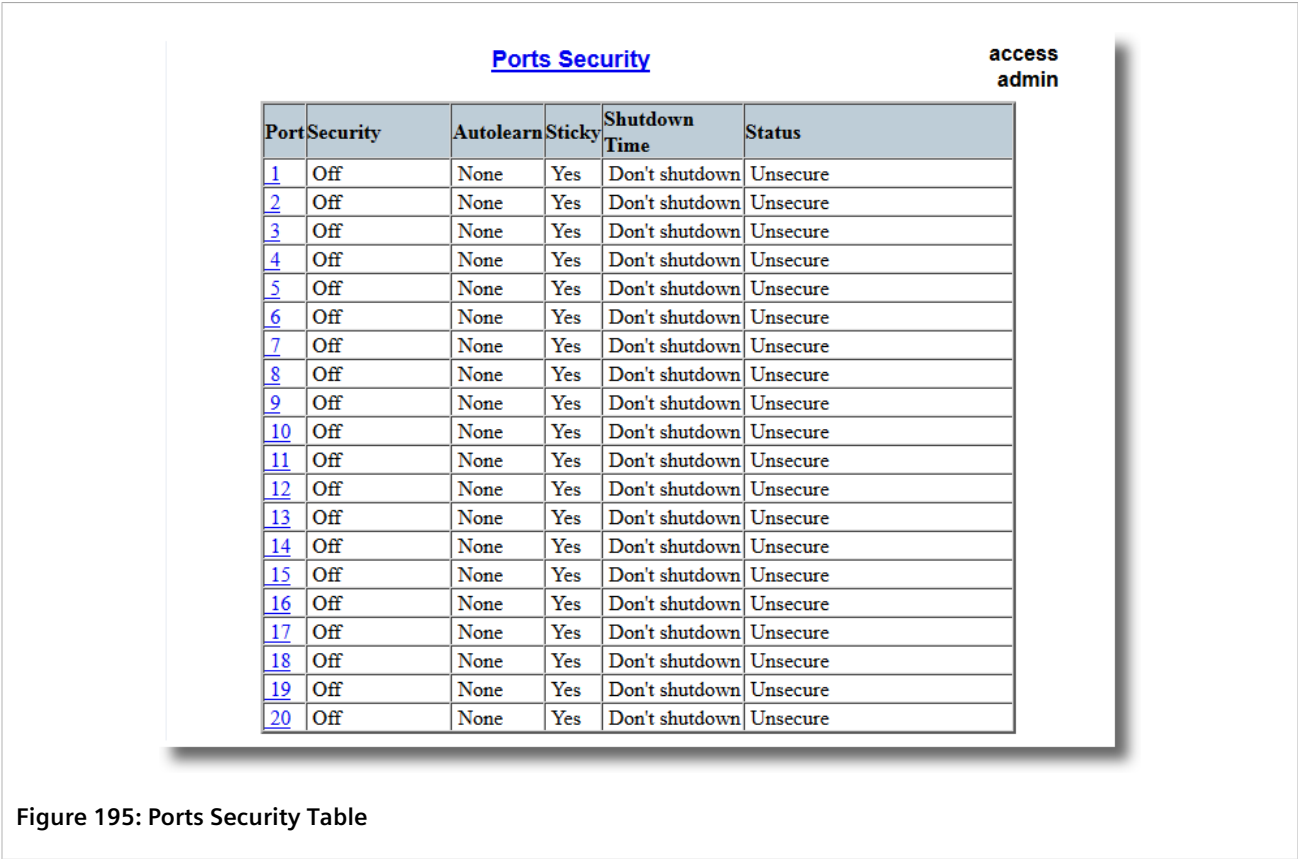 Ports Security
access
admin
Port Security Autolearn Sticky Shutdown Time Status
1 Off None Yes Don't shutdown Unsecure
2 Off None Yes Don't shutdown Unsecure
3 Off None Yes Don't shutdown Unsecure
4 Off None Yes Don't shutdown Unsecure
5 Off None Yes Don't shutdown Unsecure
6 Off None Yes Don't shutdown Unsecure
7 Off None Yes Don't shutdown Unsecure
8 Off None Yes Don't shutdown Unsecure
9 Off None Yes Don't shutdown Unsecure
10 Off None Yes Don't shutdown Unsecure
11 Off None Yes Don't shutdown Unsecure
12 Off None Yes Don't shutdown Unsecure
13 Off None Yes Don't shutdown Unsecure
14 Off None Yes Don't shutdown Unsecure
15 Off None Yes Don't shutdown Unsecure
16 Off None Yes Don't shutdown Unsecure
17 Off None Yes Don't shutdown Unsecure
18 Off None Yes Don't shutdown Unsecure
19 Off None Yes Don't shutdown Unsecure
20 Off None Yes Don't shutdown Unsecure
Figure 195: Ports Security Table